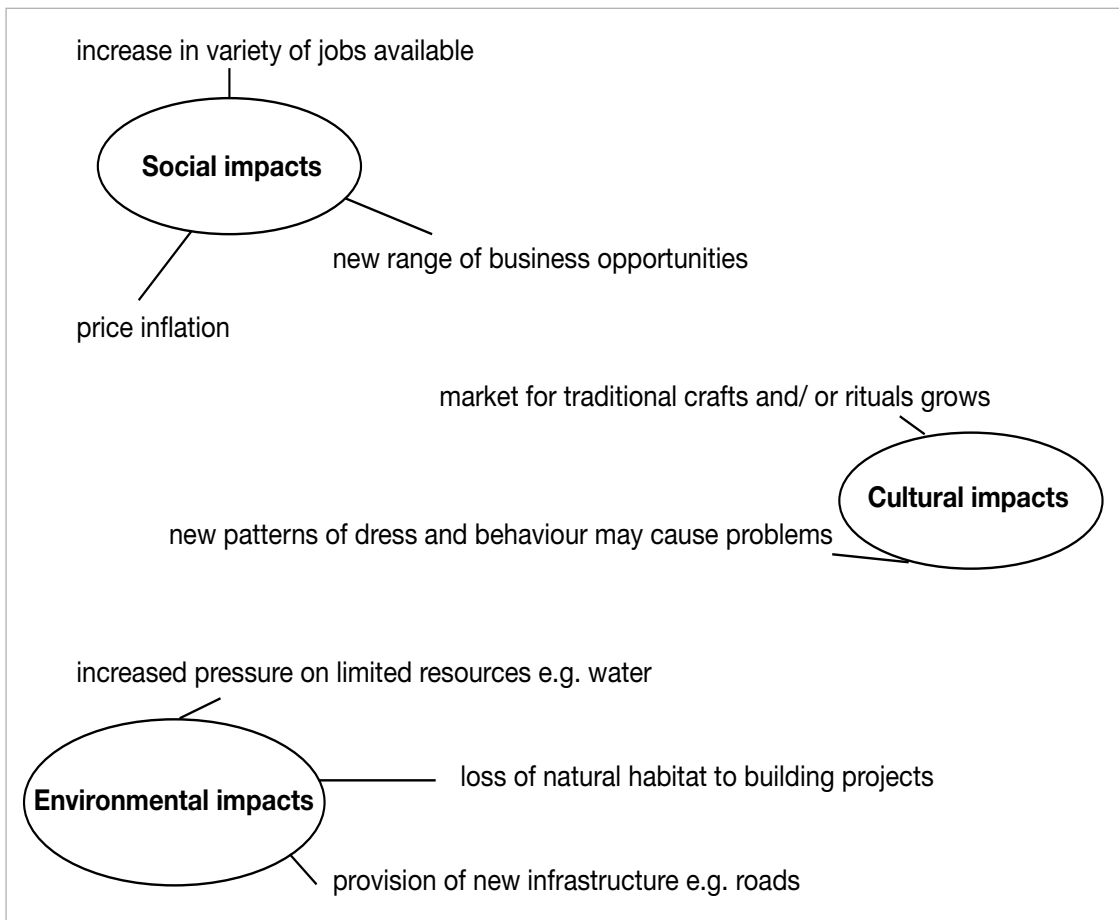 increase in variety of jobs available
Social impacts
new range of business opportunities
price inflation
market for traditional crafts and/ or rituals grows
Cultural impacts
new patterns of dress and behaviour may cause problems
increased pressure on limited resources e.g. water
loss of natural habitat to building projects
Environmental impacts
provision of new infrastructure e.g. roads